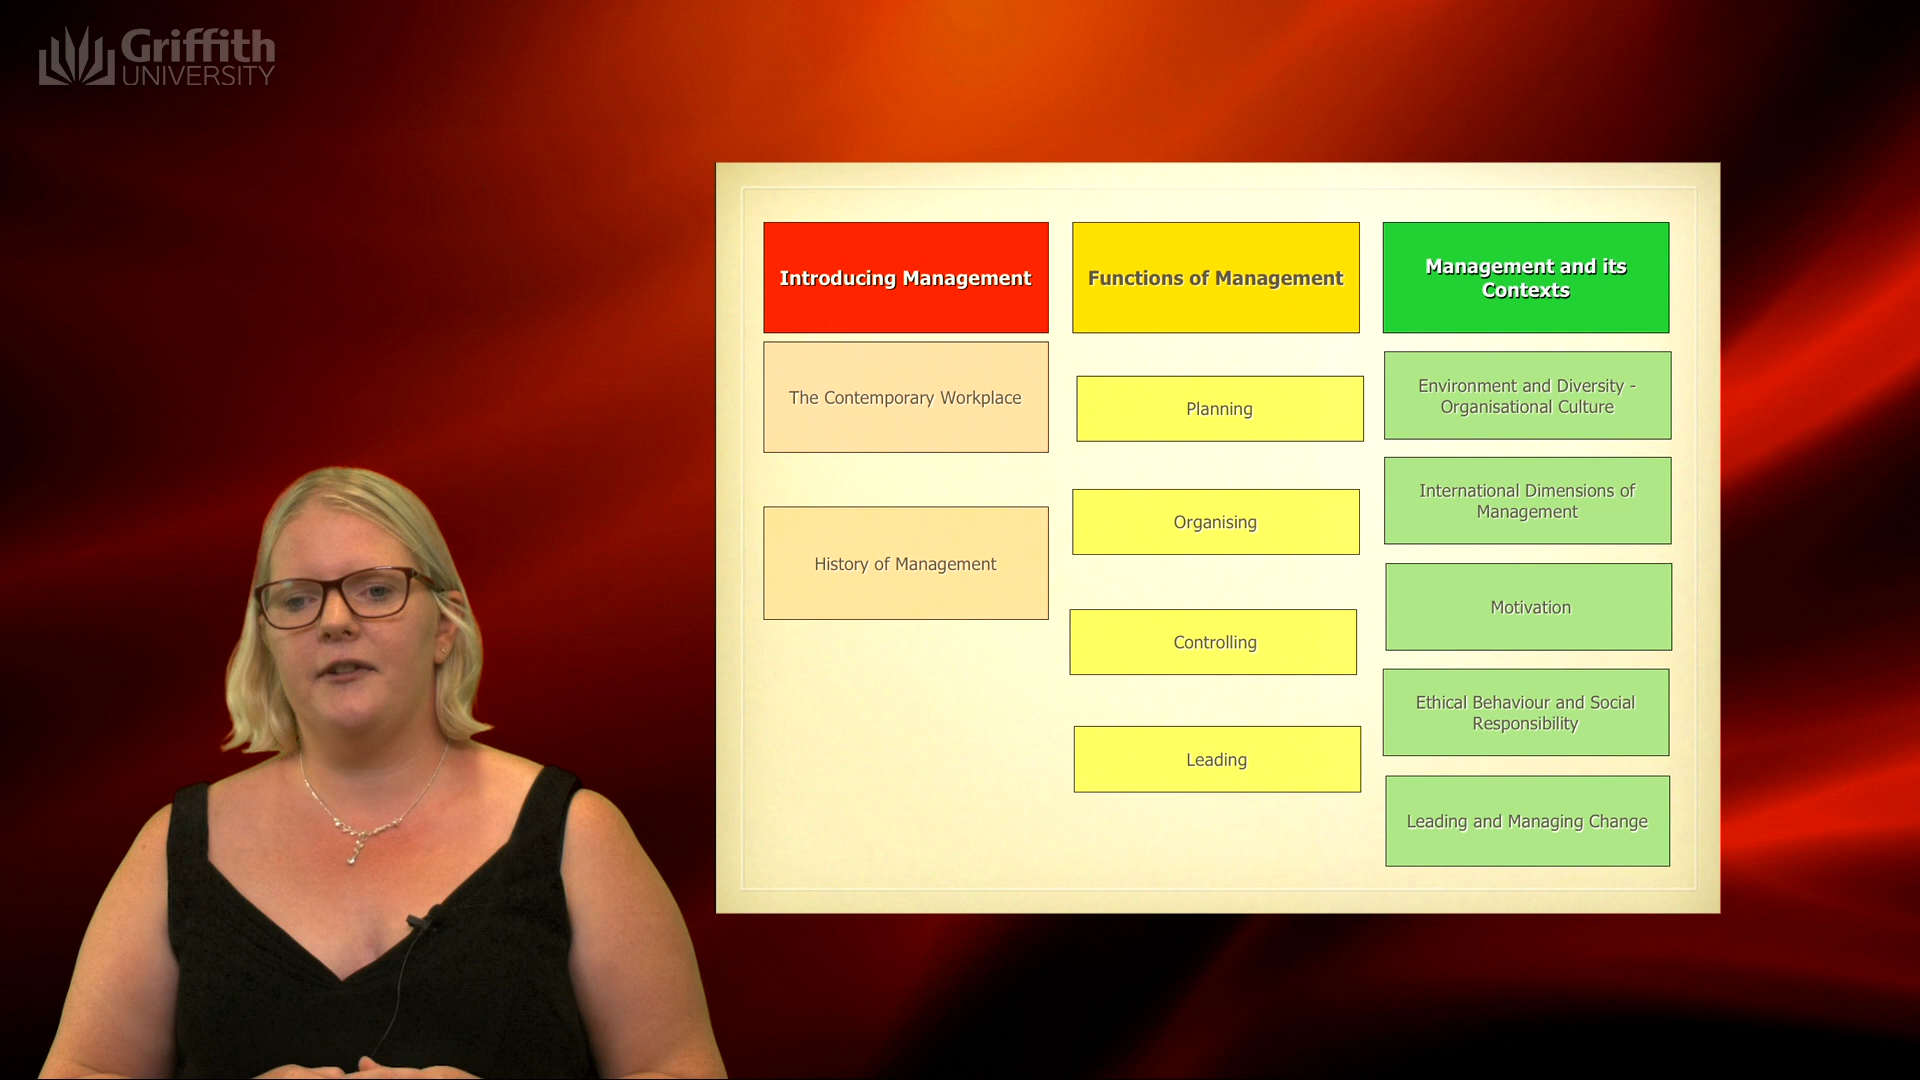 Griffith
UNIVERSITY
Introducing Management
The Contemporary Workplace
History of Management
Functions of Management
Planning
Organising
Controlling
Leading
Management and its
Contexts
Environment and Diversity -
Organisational Culture
International Dimensions of
Management
Motivation
Ethical Behaviour and Social
Responsibility
Leading and Managing Change